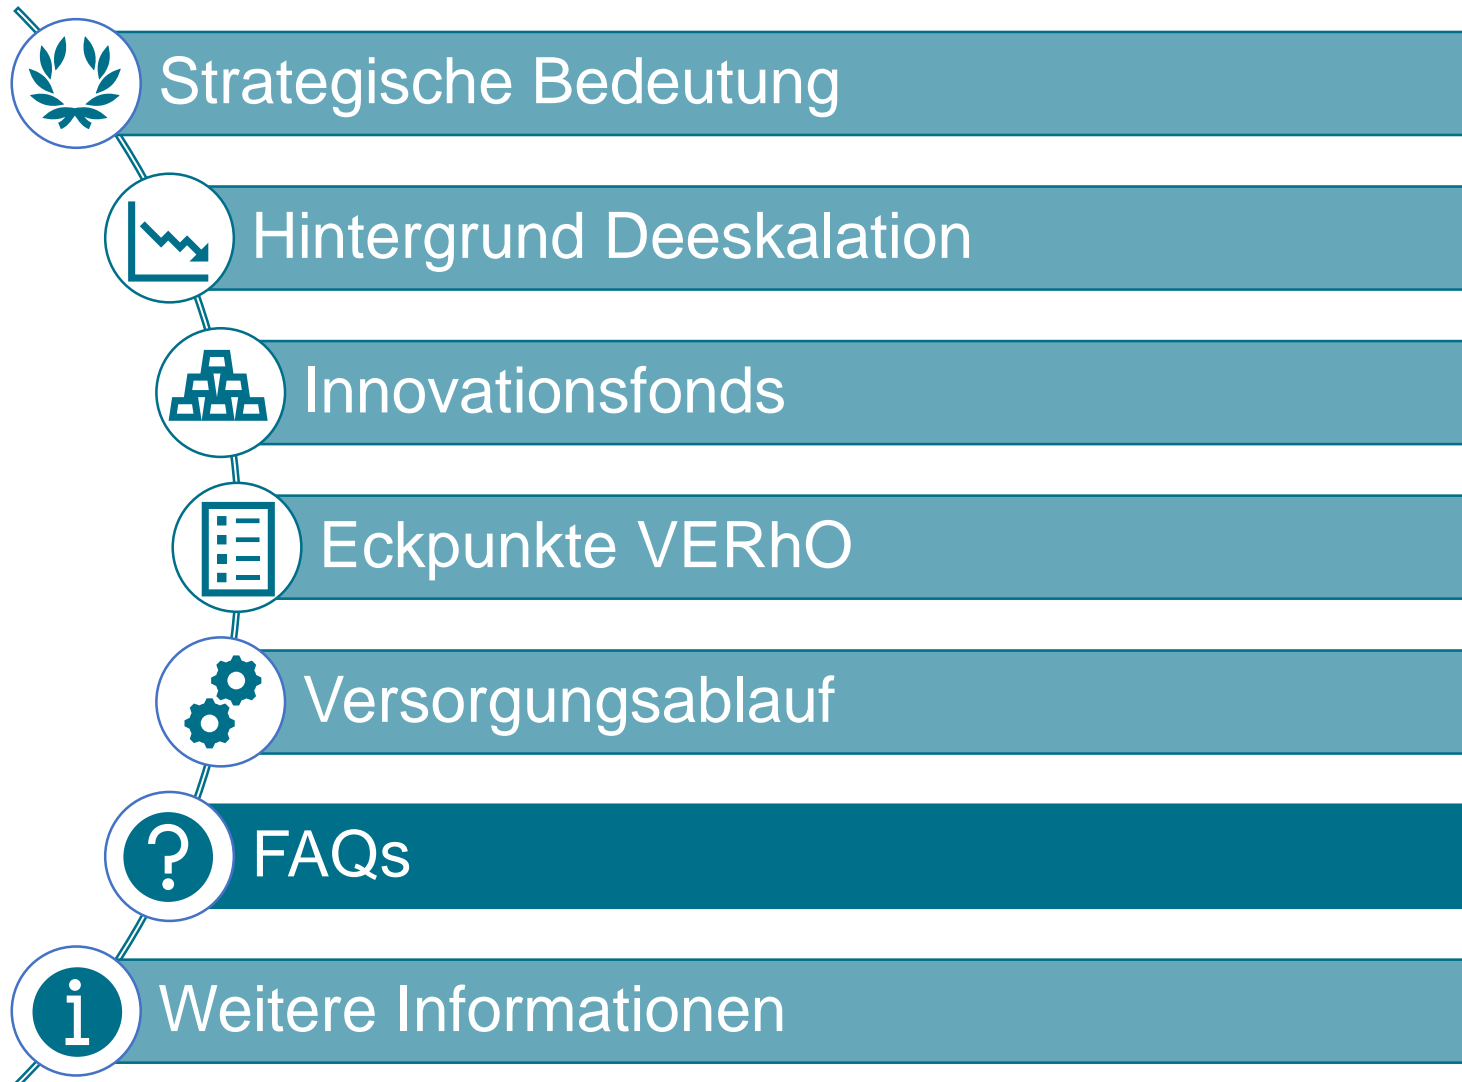 Strategische Bedeutung
Hintergrund Deeskalation
Innovationsfonds
Eckpunkte VERhO
Versorgungsablauf
FAQs
Weitere Informationen